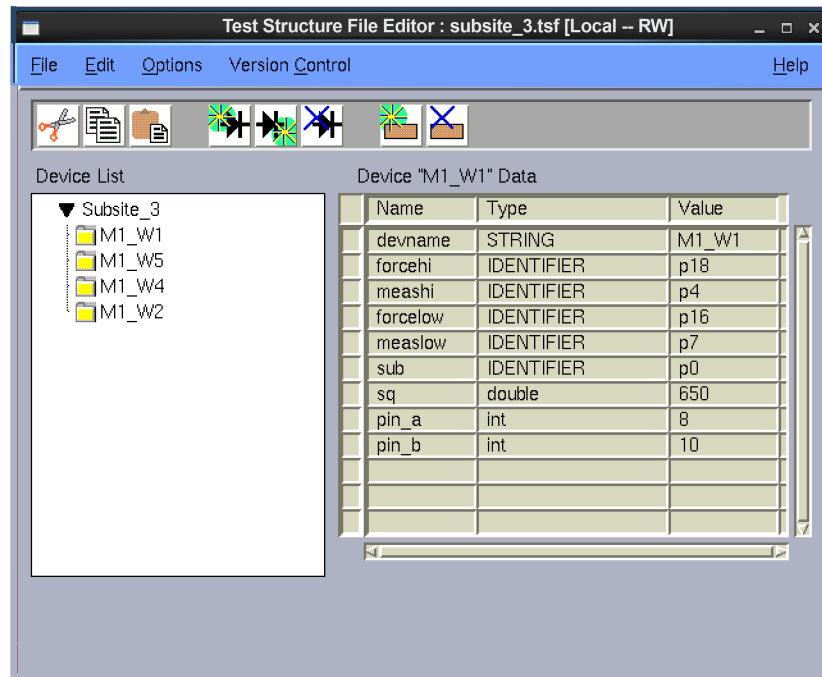 Test Structure File Editor : subsite_3.tsf [Local -- RW]
File Edit Options Version Control Help
Device List
Subsite_3
M1_W1
M1_W5
M1_W4
M1_W2
Device "M1_W1" Data
Name Type Value
devname STRING M1_W1
forcehi IDENTIFIER p18
meashi IDENTIFIER p4
forcelow IDENTIFIER p16
measlow IDENTIFIER p7
sub IDENTIFIER p0
sq double 650
pin_a int 8
pin_b int 10